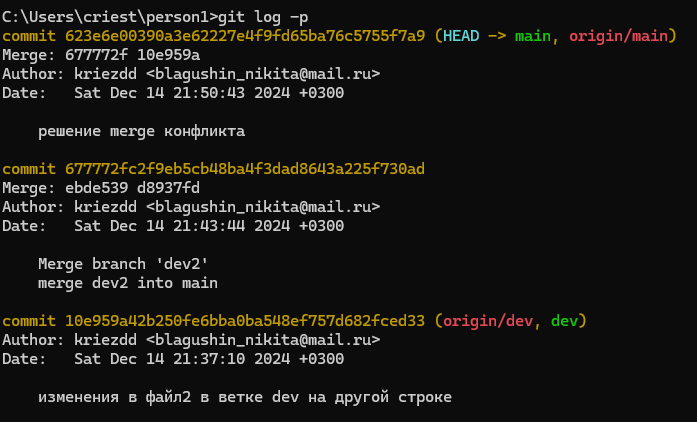 C:\Users\criest\person1>git log -p
commit 623e6e00390a3e62227e4f9fd65ba76c5755f7a9 (HEAD -> main, origin/main)
Merge: 677772f 10e959a
Author: kriezdd <blagushin_nikita@mail.ru>
Date:   Sat Dec 14 21:50:43 2024 +0300
решение merge конфликта
commit 677772fc2f9eb5cb48ba4f3dad8643a225f730ad
Merge: ebde539 d8937fd
Author: kriezdd <blagushin_nikita@mail.ru>
Date:   Sat Dec 14 21:43:44 2024 +0300
Merge branch 'dev2'
merge dev2 into main
commit 10e959a42b250fe6bba0ba548ef757d682fced33 (origin/dev, dev)
Author: kriezdd <blagushin_nikita@mail.ru>
Date:   Sat Dec 14 21:37:10 2024 +0300
изменения в файл2 в ветке dev на другой строке